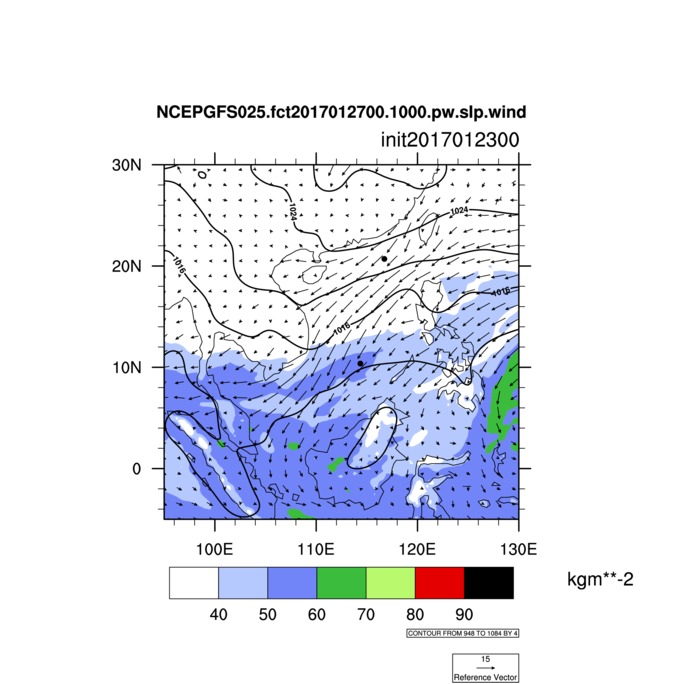 NCEPGFS025.fct2017012700.1000.pw.slp.wind
init2017012300
30N
20N
10N
0
1024
1024
1016
1016
1016
100E
110E
120E
130E
40
50
60
70
80
90
kgm**-2
CONTOUR FROM 948 TO 1084 BY 4
15
Reference Vector